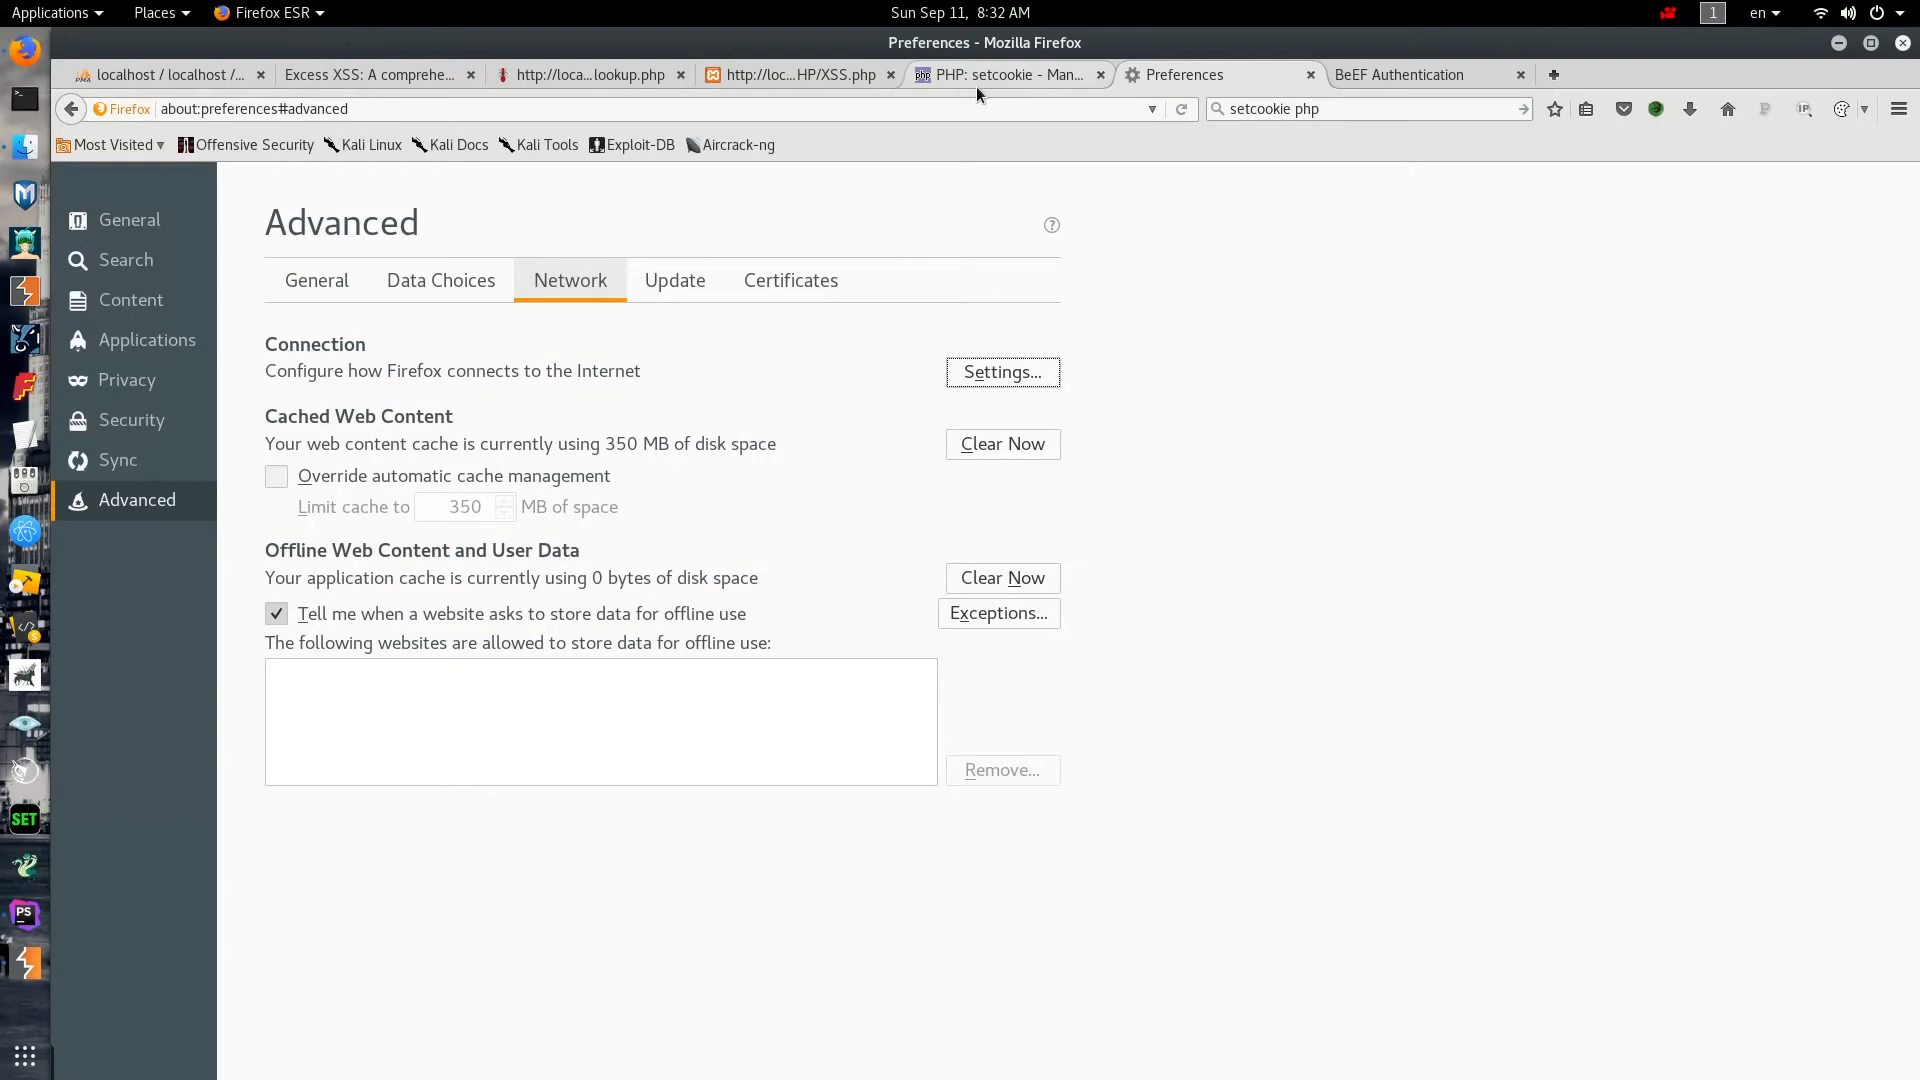 Applications Places Firefox ESR Sun Sep 11, 8:32 AM 1 en
Preferences - Mozilla Firefox
localhost / localhost /... Excess XSS: A comprehe... http://loca...lookup.php http://loc...HP/XSS.php PHP: setcookie - Man... Preferences BeEF Authentication
Firefox about:preferences#advanced setcookie php
Most Visited Offensive Security Kali Linux Kali Docs Kali Tools Exploit-DB Aircrack-ng
General
Search
Content
Applications
Privacy
Security
Sync
Advanced
SET
PS
Advanced
General Data Choices Network Update Certificates
Connection
Configure how Firefox connects to the Internet Settings...
Cached Web Content
Your web content cache is currently using 350 MB of disk space Clear Now
Override automatic cache management
Limit cache to 350 MB of space
Offline Web Content and User Data
Your application cache is currently using 0 bytes of disk space Clear Now
Tell me when a website asks to store data for offline use Exceptions...
The following websites are allowed to store data for offline use:
Remove...